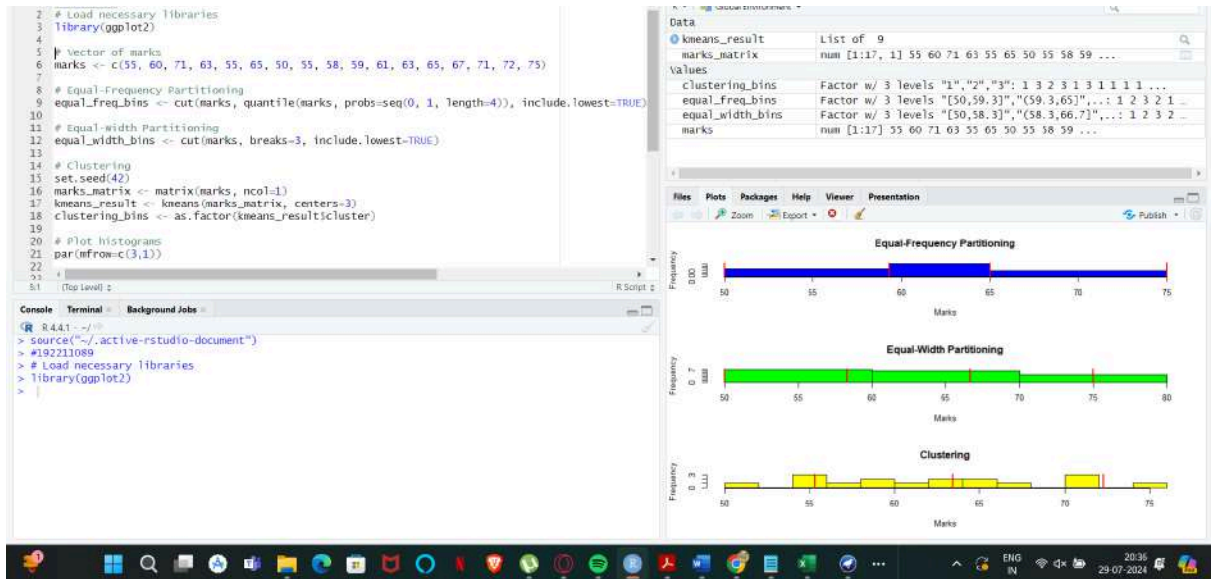 2 # Load necessary libraries
3 library(ggplot2)
4
5 # Vector of marks
6 marks <- c(55, 60, 71, 63, 55, 65, 50, 55, 58, 59, 61, 63, 65, 67, 71, 72, 75)
7
8 # Equal-Frequency Partitioning
9 equal_freq_bins <- cut(marks, quantile(marks, probs=seq(0, 1, length=4)), include.lowest=TRUE)
10
11 # Equal-Width Partitioning
12 equal_width_bins <- cut(marks, breaks=3, include.lowest=TRUE)
13
14 # Clustering
15 set.seed(42)
16 marks_matrix <- matrix(marks, ncol=1)
17 kmeans_result <- kmeans(marks_matrix, centers=3)
18 clustering_bins <- as.factor(kmeans_result$cluster)
19
20 # Plot histograms
21 par(mfrow=c(3,1))
22
5:1 (Top Level) R Script
Console Terminal Background Jobs
R 4.4.1 · ~/
> source("~/.active-rstudio-document")
> #192211089
> # Load necessary libraries
> library(ggplot2)
>
Global Environment
Data
kmeans_result List of 9
marks_matrix num [1:17, 1] 55 60 71 63 55 65 50 55 58 59 ...
Values
clustering_bins Factor w/ 3 levels "1","2","3": 1 3 2 3 1 3 1 1 1 1 ...
equal_freq_bins Factor w/ 3 levels "[50,59.3]","(59.3,65]",..: 1 2 3 2 1 ...
equal_width_bins Factor w/ 3 levels "[50,58.3]","(58.3,66.7]",..: 1 2 3 2 ...
marks num [1:17] 55 60 71 63 55 65 50 55 58 59 ...
Files Plots Packages Help Viewer Presentation
Zoom Export Publish
Equal-Frequency Partitioning
Frequency
0.00
50 55 60 65 70 75
Marks
Equal-Width Partitioning
Frequency
0 7
50 55 60 65 70 75 80
Marks
Clustering
Frequency
0 3
50 55 60 65 70 75
Marks
ENG
IN
20:36
29-07-2024